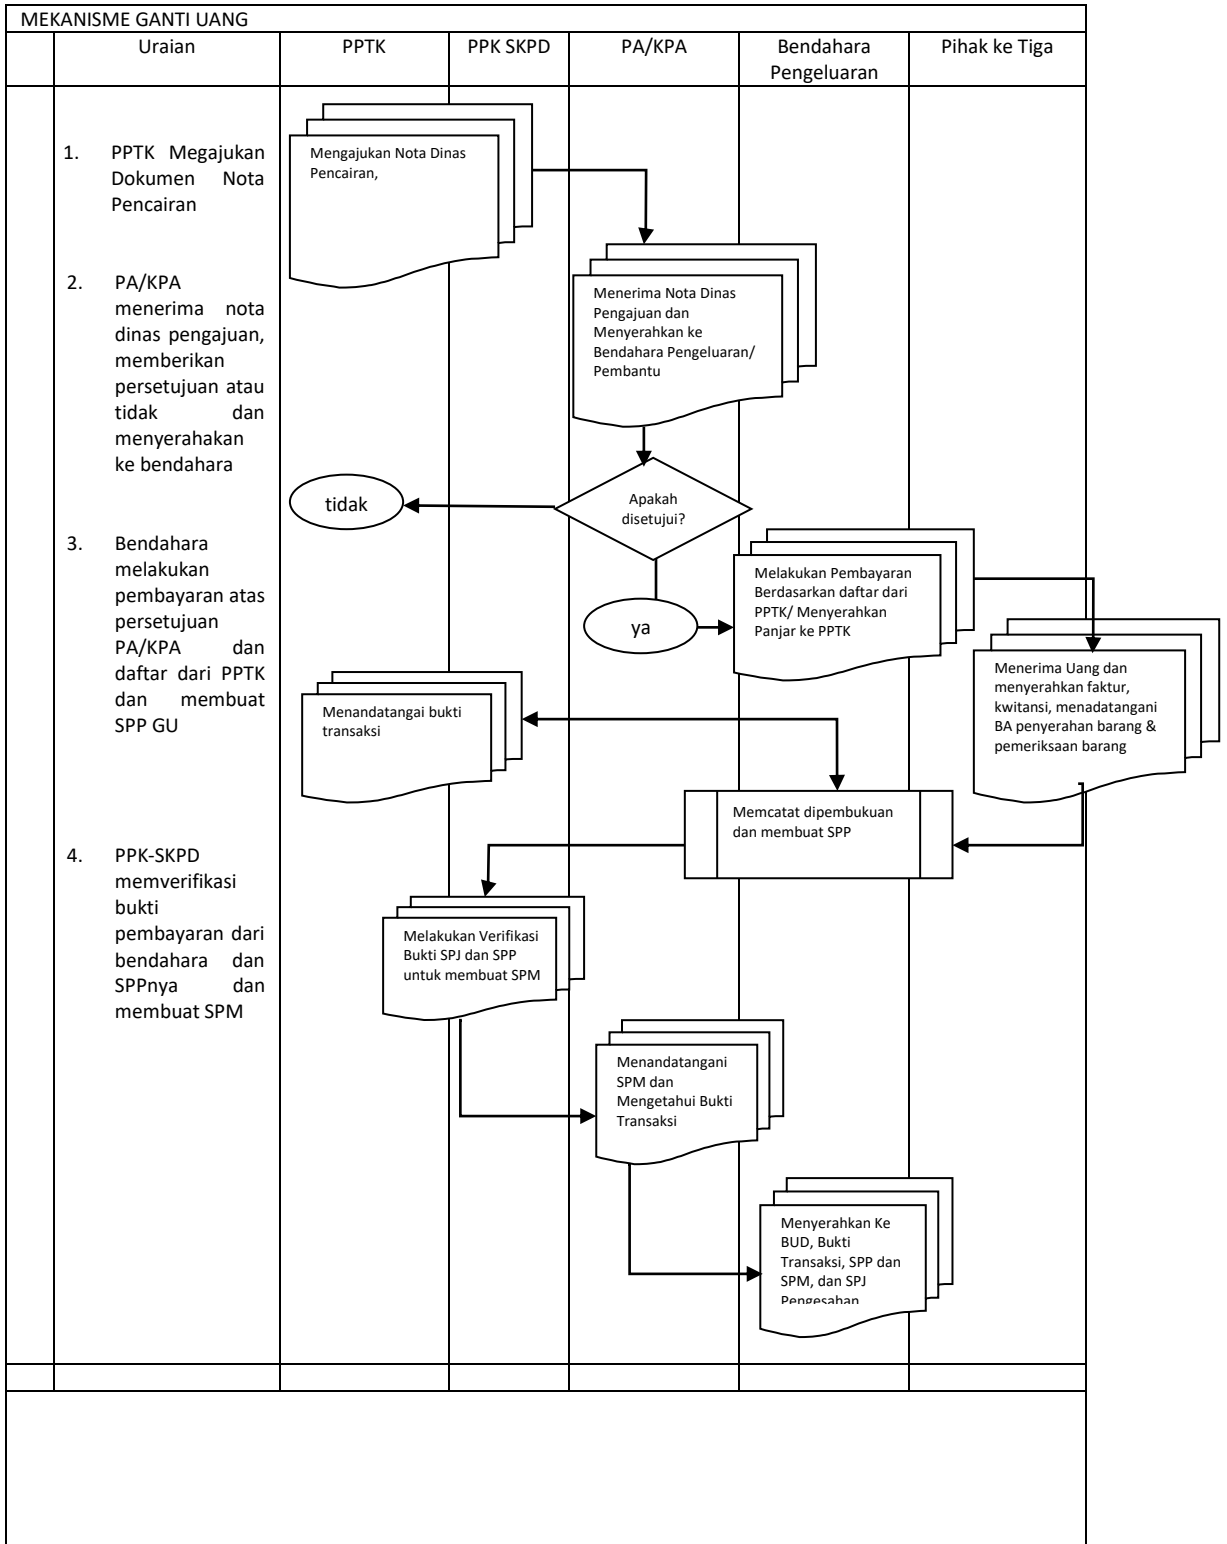 MEKANISME GANTI UANG
Uraian
PPTK
PPK SKPD
PA/KPA
Bendahara
Pengeluaran
Pihak ke Tiga
1. PPTK Megajukan
Dokumen Nota
Pencairan
2. PA/KPA
menerima nota
dinas pengajuan,
memberikan
persetujuan atau
tidak dan
menyerahakan
ke bendahara
3. Bendahara
melakukan
pembayaran atas
persetujuan
PA/KPA dan
daftar dari PPTK
dan membuat
SPP GU
4. PPK-SKPD
memverifikasi
bukti
pembayaran dari
bendahara dan
SPPnya dan
membuat SPM
Mengajukan Nota Dinas
Pencairan,
Menerima Nota Dinas
Pengajuan dan
Menyerahkan ke
Bendahara Pengeluaran/
Pembantu
Apakah
disetujui?
tidak
ya
Melakukan Pembayaran
Berdasarkan daftar dari
PPTK/ Menyerahkan
Panjar ke PPTK
Menerima Uang dan
menyerahkan faktur,
kwitansi, menadatangani
BA penyerahan barang &
pemeriksaan barang
Menandatangai bukti
transaksi
Memcatat dipembukuan
dan membuat SPP
Melakukan Verifikasi
Bukti SPJ dan SPP
untuk membuat SPM
Menandatangani
SPM dan
Mengetahui Bukti
Transaksi
Menyerahkan Ke
BUD, Bukti
Transaksi, SPP dan
SPM, dan SPJ
Pengesahan